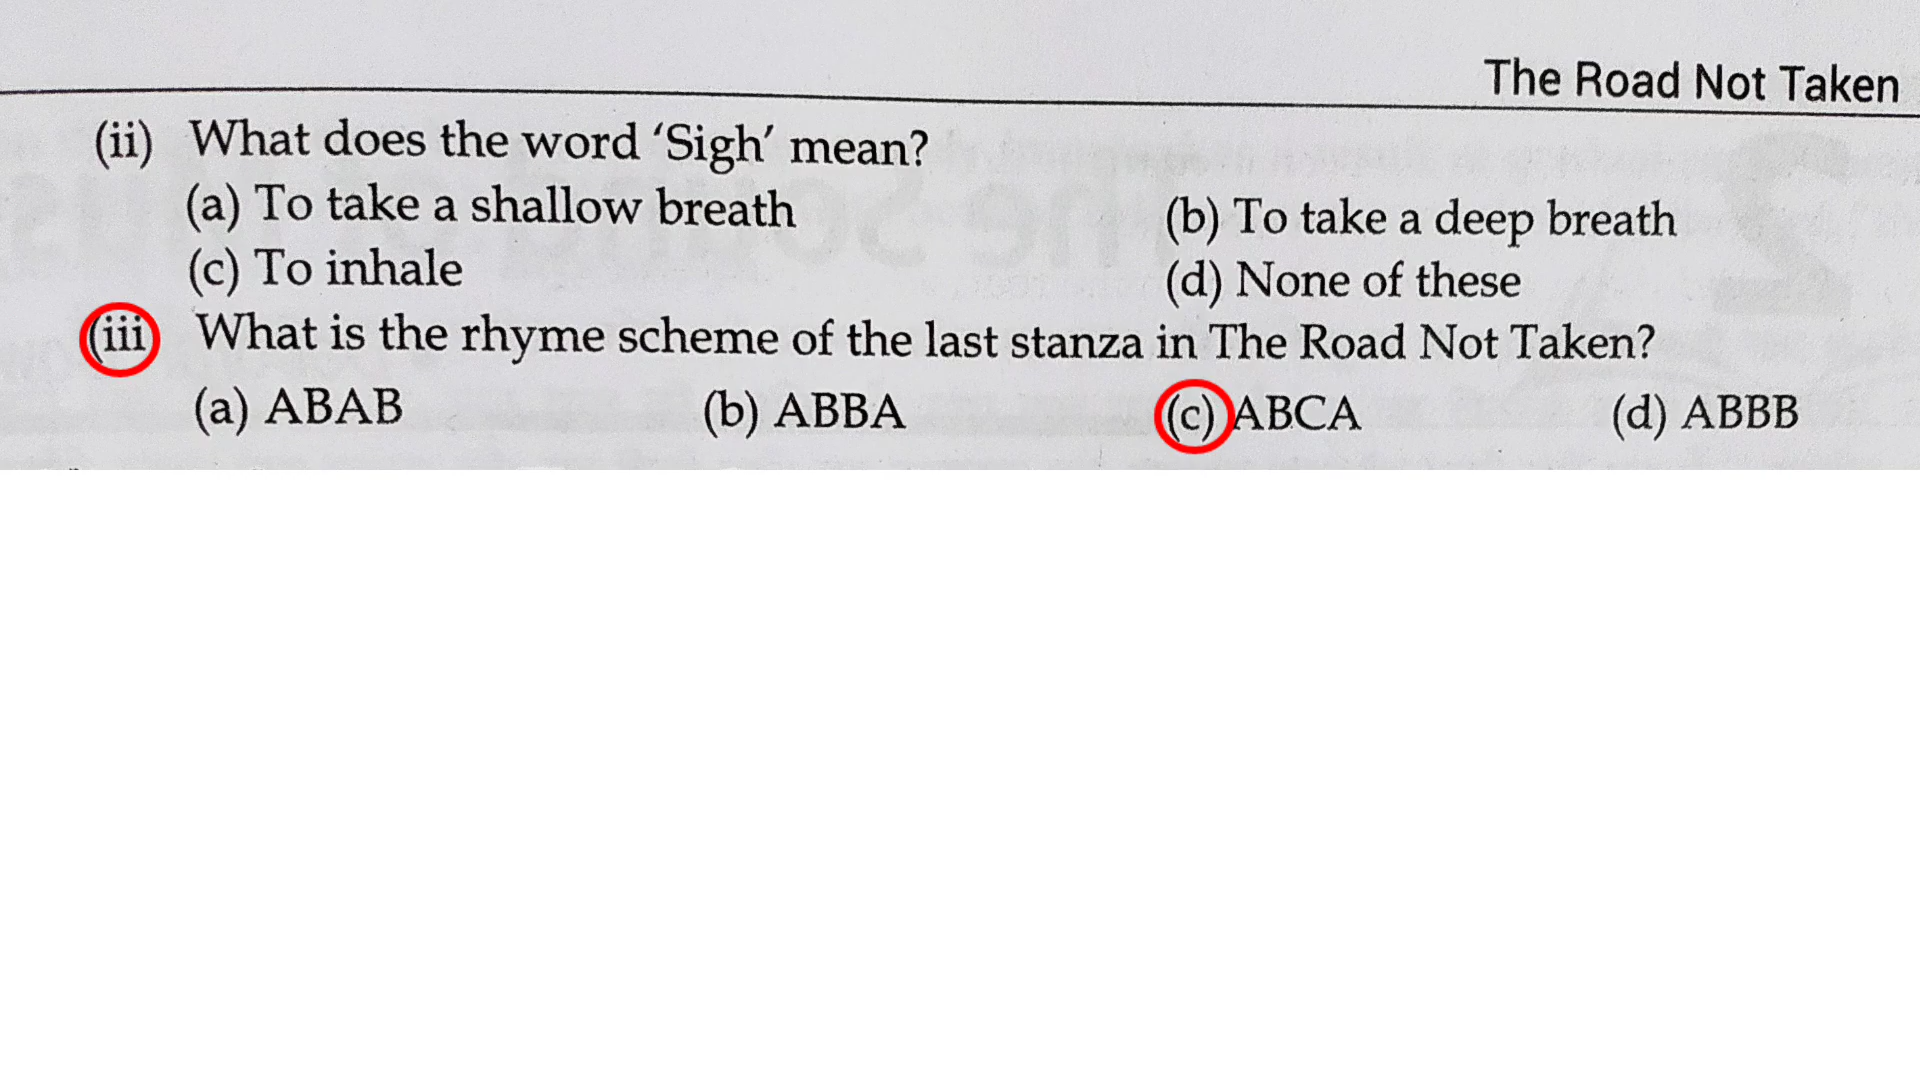 The Road Not Taken
(ii) What does the word ‘Sigh’ mean?
(a) To take a shallow breath (b) To take a deep breath
(c) To inhale (d) None of these
(iii) What is the rhyme scheme of the last stanza in The Road Not Taken?
(a) ABAB (b) ABBA (c) ABCA (d) ABBB